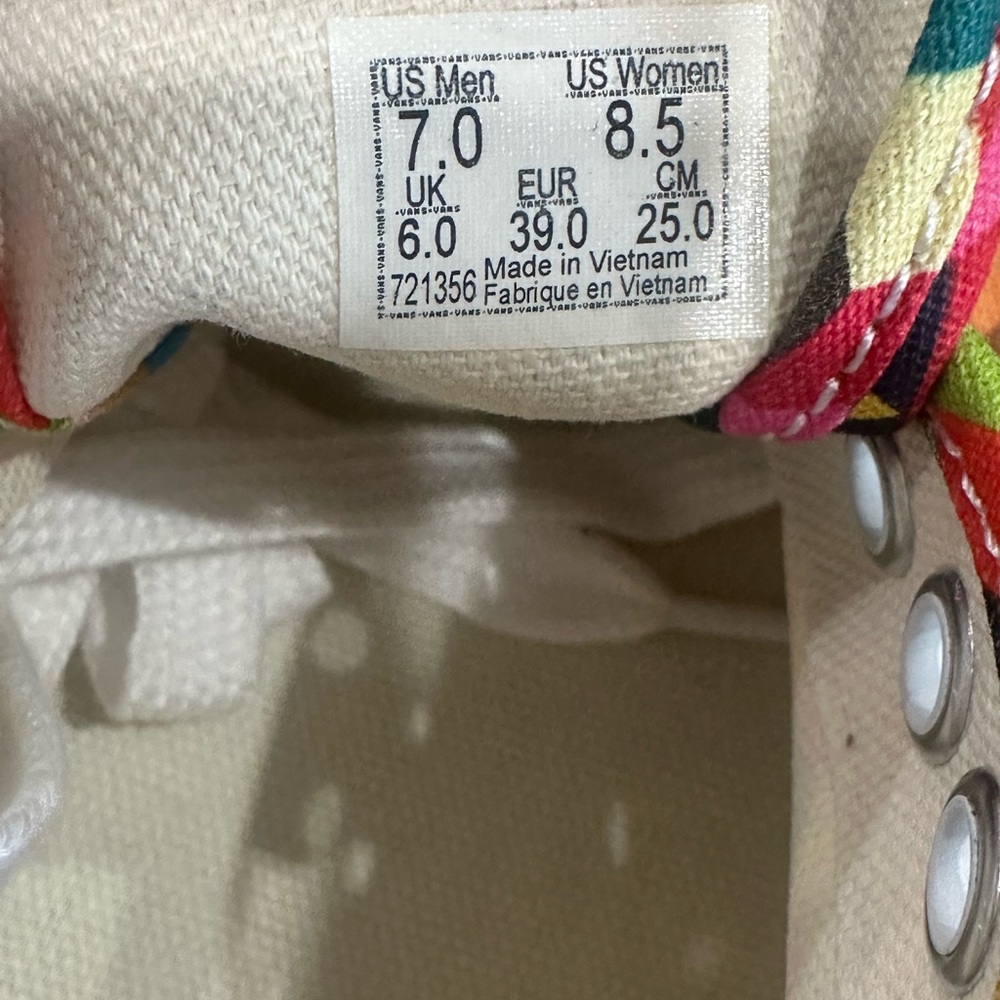 US Men US Women
7.0 8.5
UK EUR CM
6.0 39.0 25.0
721356 Made in Vietnam
Fabrique en Vietnam